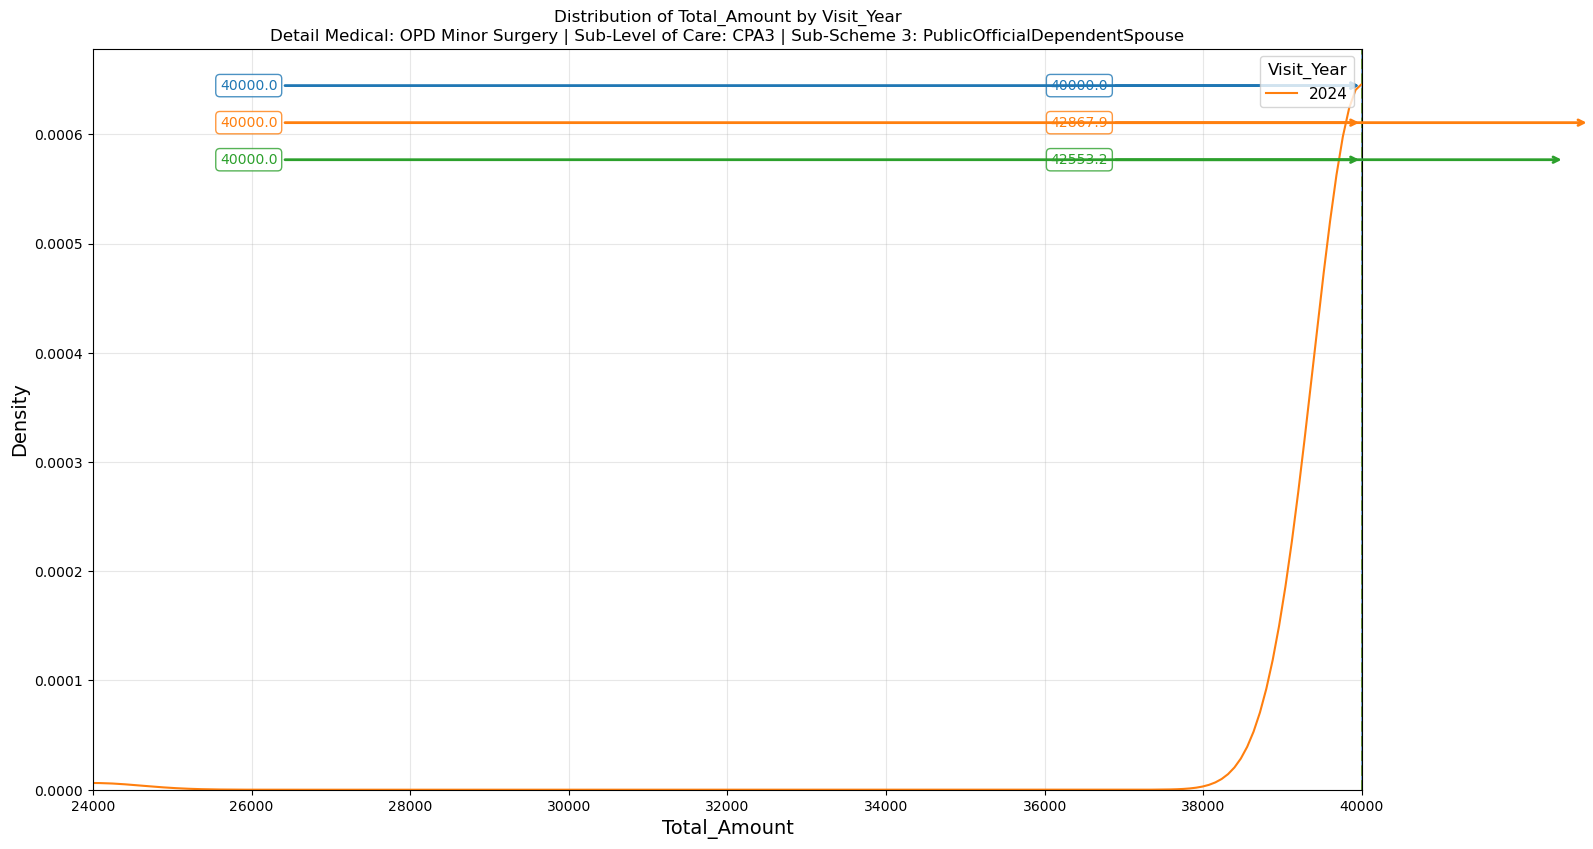 Distribution of Total_Amount by Visit_Year
Detail Medical: OPD Minor Surgery | Sub-Level of Care: CPA3 | Sub-Scheme 3: PublicOfficialDependentSpouse
Visit_Year
2024
40000.0 40000.0
40000.0 42867.9
40000.0 42553.2
0.0006
0.0005
0.0004
0.0003
0.0002
0.0001
0.0000
Density
24000 26000 28000 30000 32000 34000 36000 38000 40000
Total_Amount